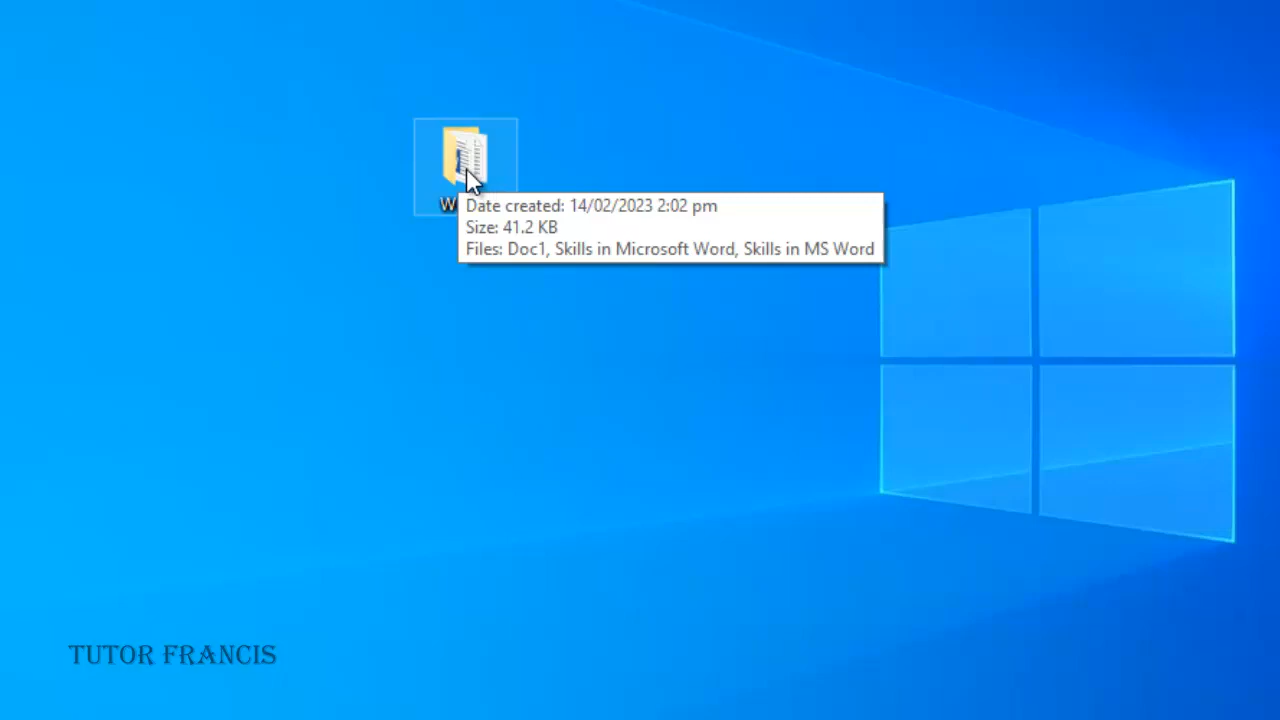 Date created: 14/02/2023 2:02 pm
Size: 41.2 KB
Files: Doc1, Skills in Microsoft Word, Skills in MS Word
TUTOR FRANCIS